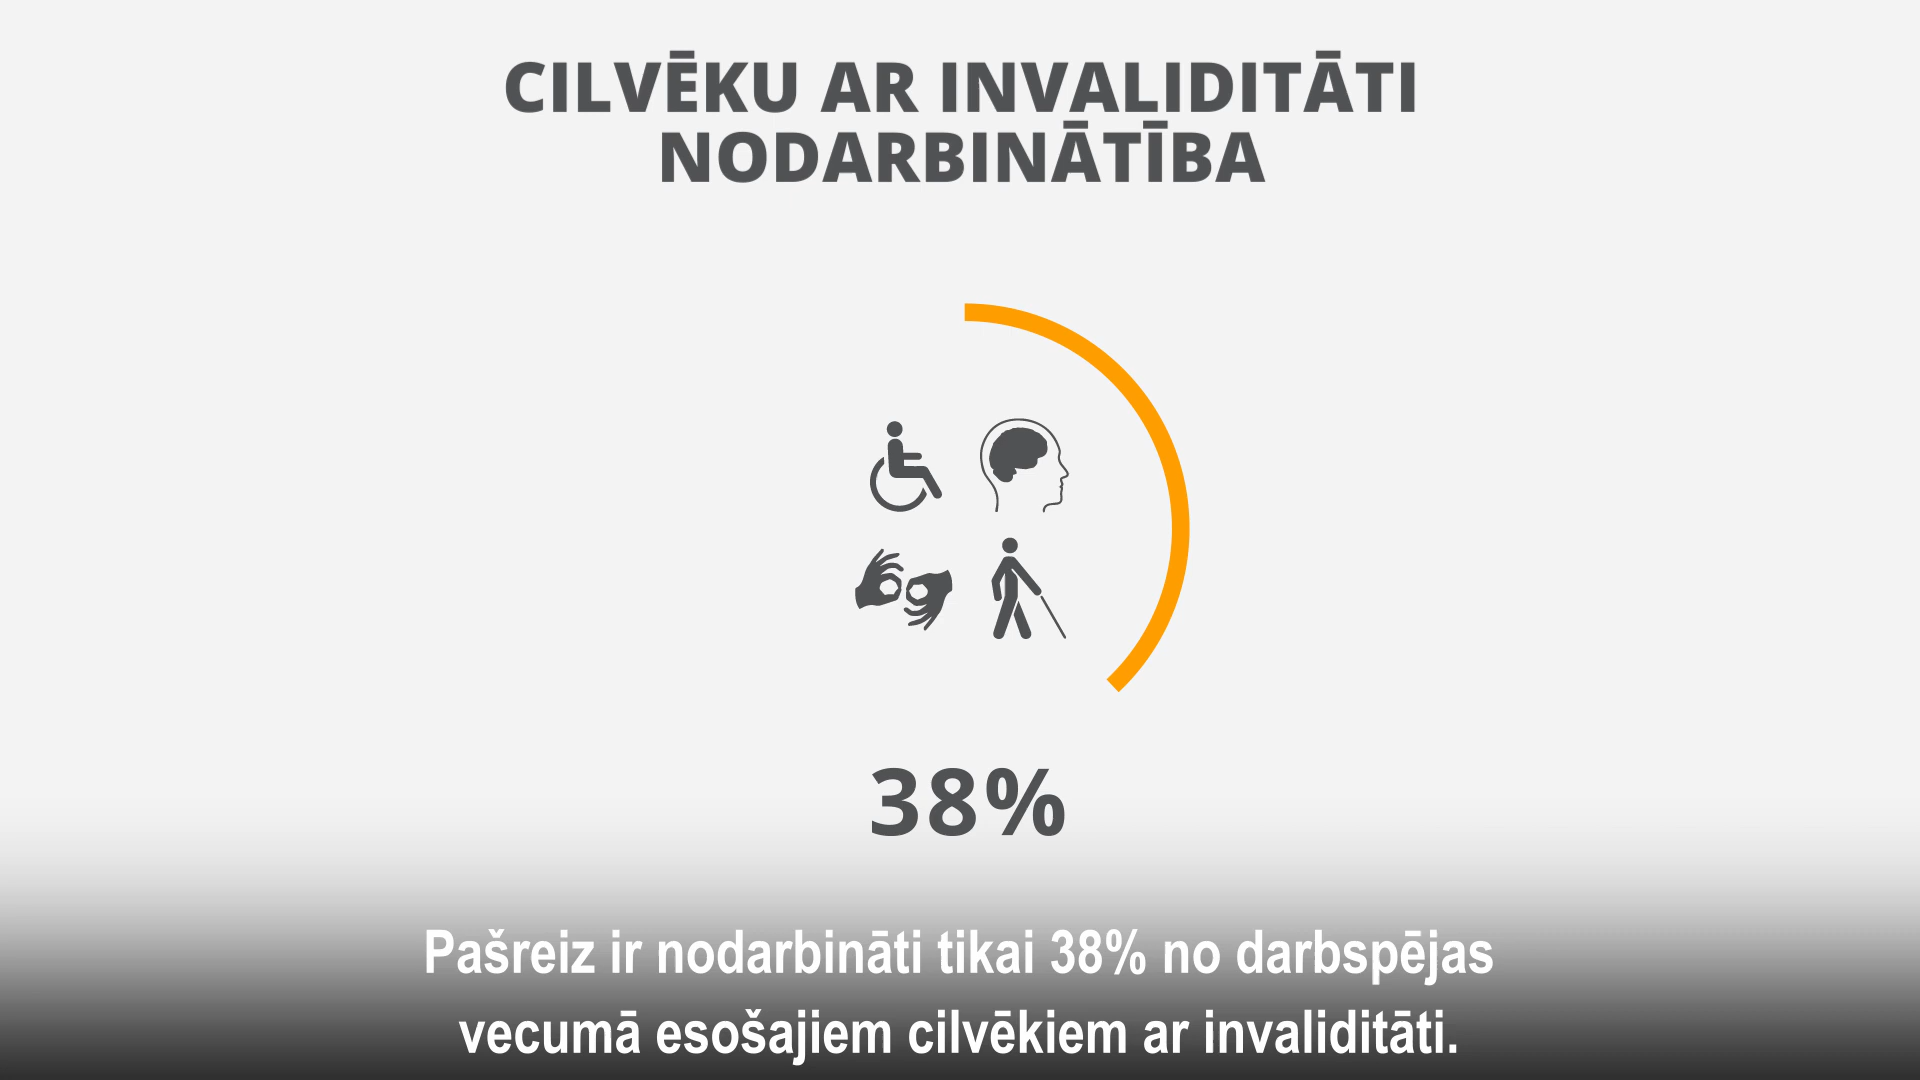 CILVĒKU AR INVALIDITĀTI
NODARBINĀTĪBA
38%
Pašreiz ir nodarbināti tikai 38% no darbspējas
vecumā esošajiem cilvēkiem ar invaliditāti.